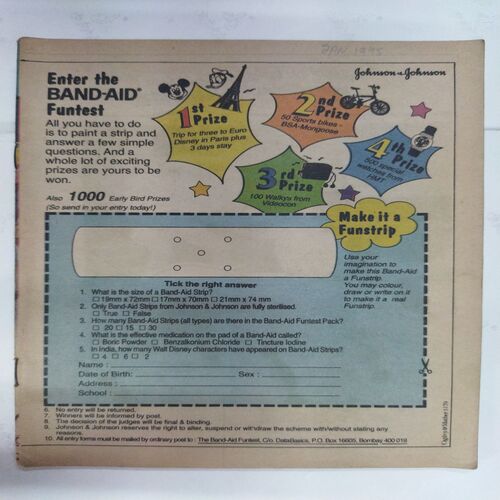 JAN 1995
Johnson & Johnson
Enter the
BAND-AID®
Funtest
All you have to do
is to paint a strip and
answer a few simple
questions. And a
whole lot of exciting
prizes are yours to be
won.
Also 1000 Early Bird Prizes
(So send in your entry today!)
1st
Prize
Trip for three to Euro
Disney in Paris plus
3 days stay
2nd
Prize
50 Sports bikes -
BSA-Mongoose
3rd
Prize
100 Walkys from
Videocon
4th
Prize
500 special
watches from
HMT
Make it a
Funstrip
Use your
imagination to
make this Band-Aid
a Funstrip.
You may colour,
draw or write on it
to make it a real
Funstrip.
Tick the right answer
1. What is the size of a Band-Aid Strip?
☐ 19mm x 72mm ☐ 17mm x 70mm ☐ 21mm x 74 mm
2. Only Band-Aid Strips from Johnson & Johnson are fully sterilised.
☐ True ☐ False
3. How many Band-Aid Strips (all types) are there in the Band-Aid Funtest Pack?
☐ 20 ☐ 15 ☐ 30
4. What is the effective medication on the pad of a Band-Aid called?
☐ Boric Powder ☐ Benzalkonium Chloride ☐ Tincture Iodine
5. In India, how many Walt Disney characters have appeared on Band-Aid Strips?
☐ 4 ☐ 6 ☐ 2
Name :
Date of Birth: Sex :
Address :
School :
6. No entry will be returned.
7. Winners will be informed by post.
8. The decision of the judges will be final & binding.
9. Johnson & Johnson reserves the right to alter, suspend or withdraw the scheme with/without stating any
reasons.
10. All entry forms must be mailed by ordinary post to : The Band-Aid Funtest, C/o. DataBasics, P.O. Box 16605, Bombay 400 018